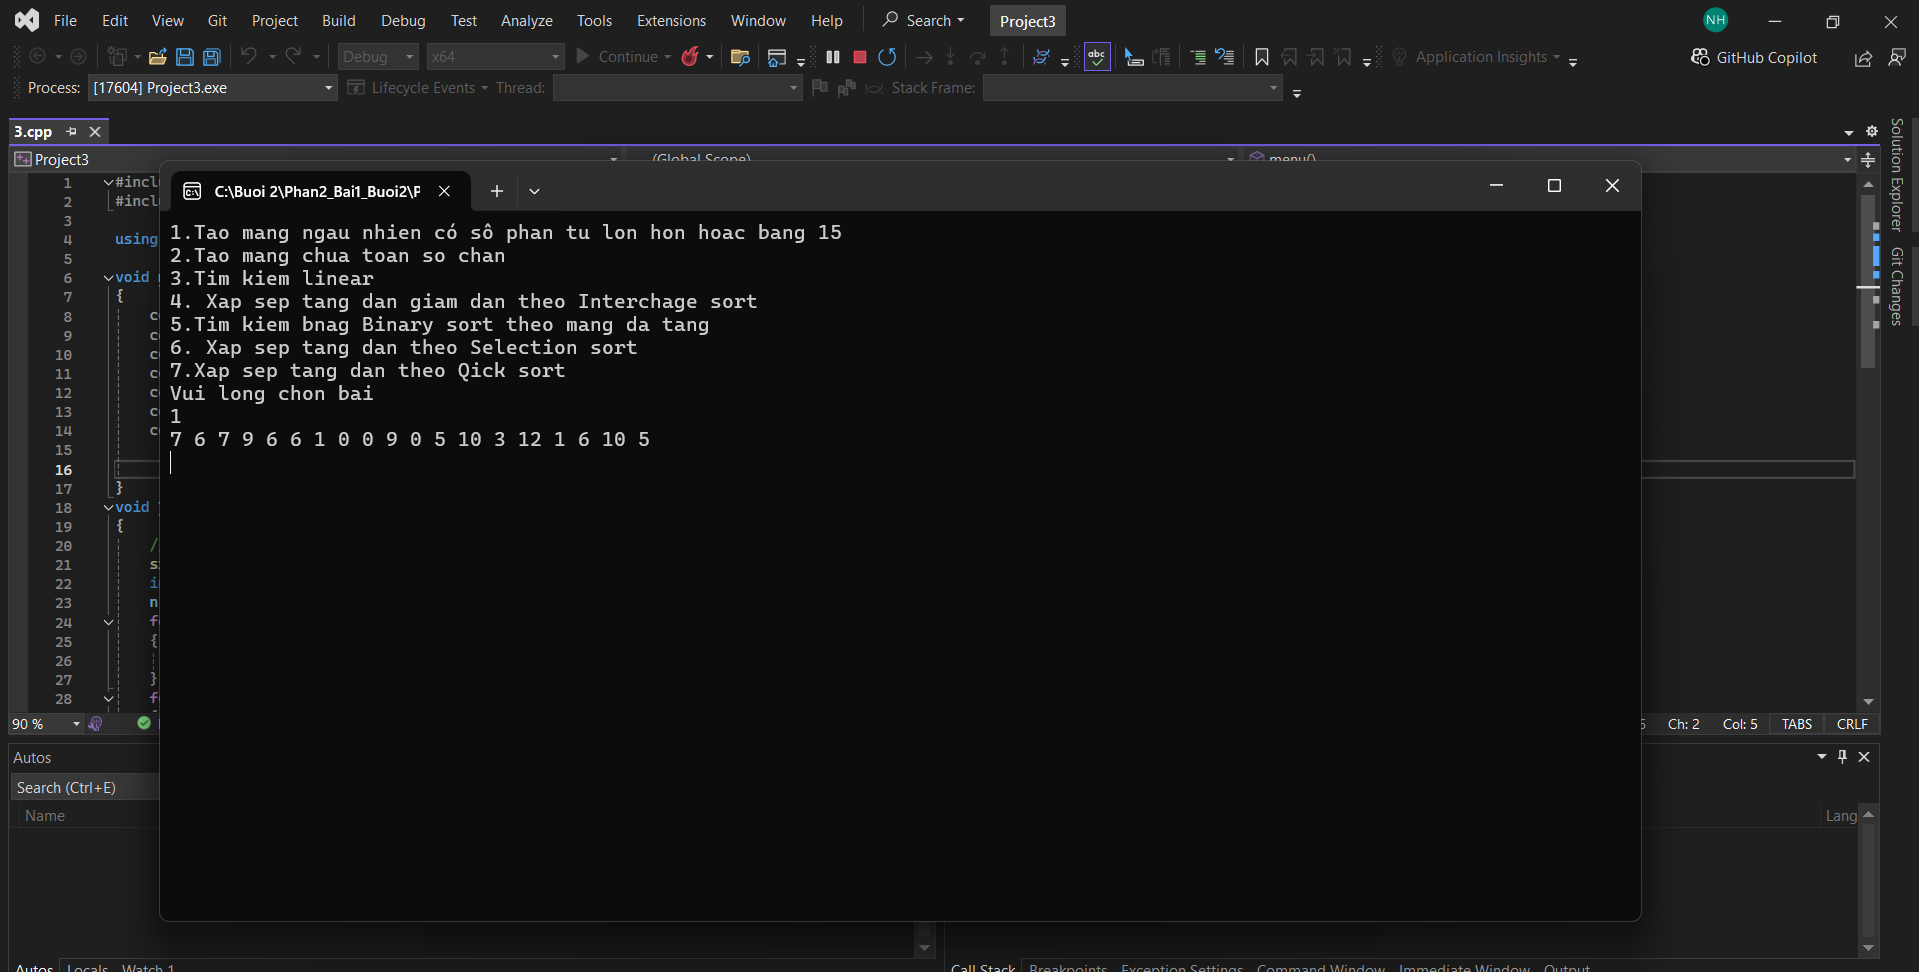 File Edit View Git Project Build Debug Test Analyze Tools Extensions Window Help Search Project3 NH
Debug x64 Continue Application Insights GitHub Copilot
Process: [17604] Project3.exe Lifecycle Events Thread: Stack Frame:
3.cpp
Project3 (Global Scope) menu()
C:\Buoi 2\Phan2_Bai1_Buoi2\P
1.Tao mang ngau nhien có sô phan tu lon hon hoac bang 15
2.Tao mang chua toan so chan
3.Tim kiem linear
4. Xap sep tang dan giam dan theo Interchage sort
5.Tim kiem bnag Binary sort theo mang da tang
6. Xap sep tang dan theo Selection sort
7.Xap sep tang dan theo Qick sort
Vui long chon bai
1
7 6 7 9 6 6 1 0 0 9 0 5 10 3 12 1 6 10 5
1 #incl
2 #incl
3
4 using
5
6 void
7 {
8 c
9 c
10 c
11 c
12 c
13 c
14 c
15
16
17 }
18 void
19 {
20 /
21 s
22 i
23 n
24 f
25 {
26
27 }
28 f
Solution Explorer
Git Changes
90 % Ch: 2 Col: 5 TABS CRLF
Autos
Search (Ctrl+E)
Name Lang
Autos Locals Watch 1 Call Stack Breakpoints Exception Settings Command Window Immediate Window Output